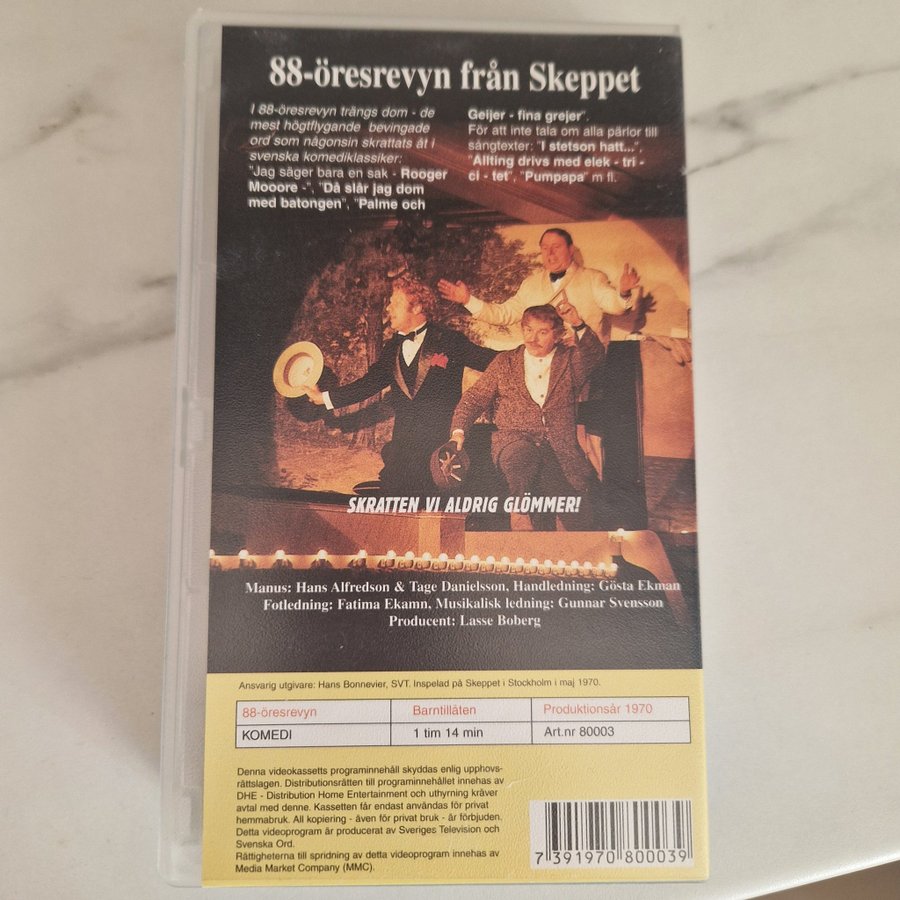 88-öresrevyn från Skeppet
I 88-öresrevyn trängs dom - de
mest högtflygande bevingade
ord som någonsin skrattats åt i
svenska komediklassiker:
"Jag säger bara en sak - Rooger
Mooore -", "Då slår jag dom
med batongen", "Palme och
Geijer - fina grejer".
För att inte tala om alla pärlor till
sångtexter: "I stetson hatt...",
"Allting drivs med elek - tri -
ci - tet", "Pumpapa" m fl.
SKRATTEN VI ALDRIG GLÖMMER!
Manus: Hans Alfredson & Tage Danielsson, Handledning: Gösta Ekman
Fotledning: Fatima Ekamn, Musikalisk ledning: Gunnar Svensson
Producent: Lasse Boberg
Ansvarig utgivare: Hans Bonnevier, SVT. Inspelad på Skeppet i Stockholm i maj 1970.
88-öresrevyn Barntillåten Produktionsår 1970
KOMEDI 1 tim 14 min Art.nr 80003
Denna videokassetts programinnehåll skyddas enlig upphovs-
rättslagen. Distributionsrätten till programinnehållet innehas av
DHE - Distribution Home Entertainment och uthyrning kräver
avtal med denne. Kassetten får endast användas för privat
hemmabruk. All kopiering - även för privat bruk - är förbjuden.
Detta videoprogram är producerat av Sveriges Television och
Svenska Ord.
Rättigheterna till spridning av detta videoprogram innehas av
Media Market Company (MMC).
7 391970 800039